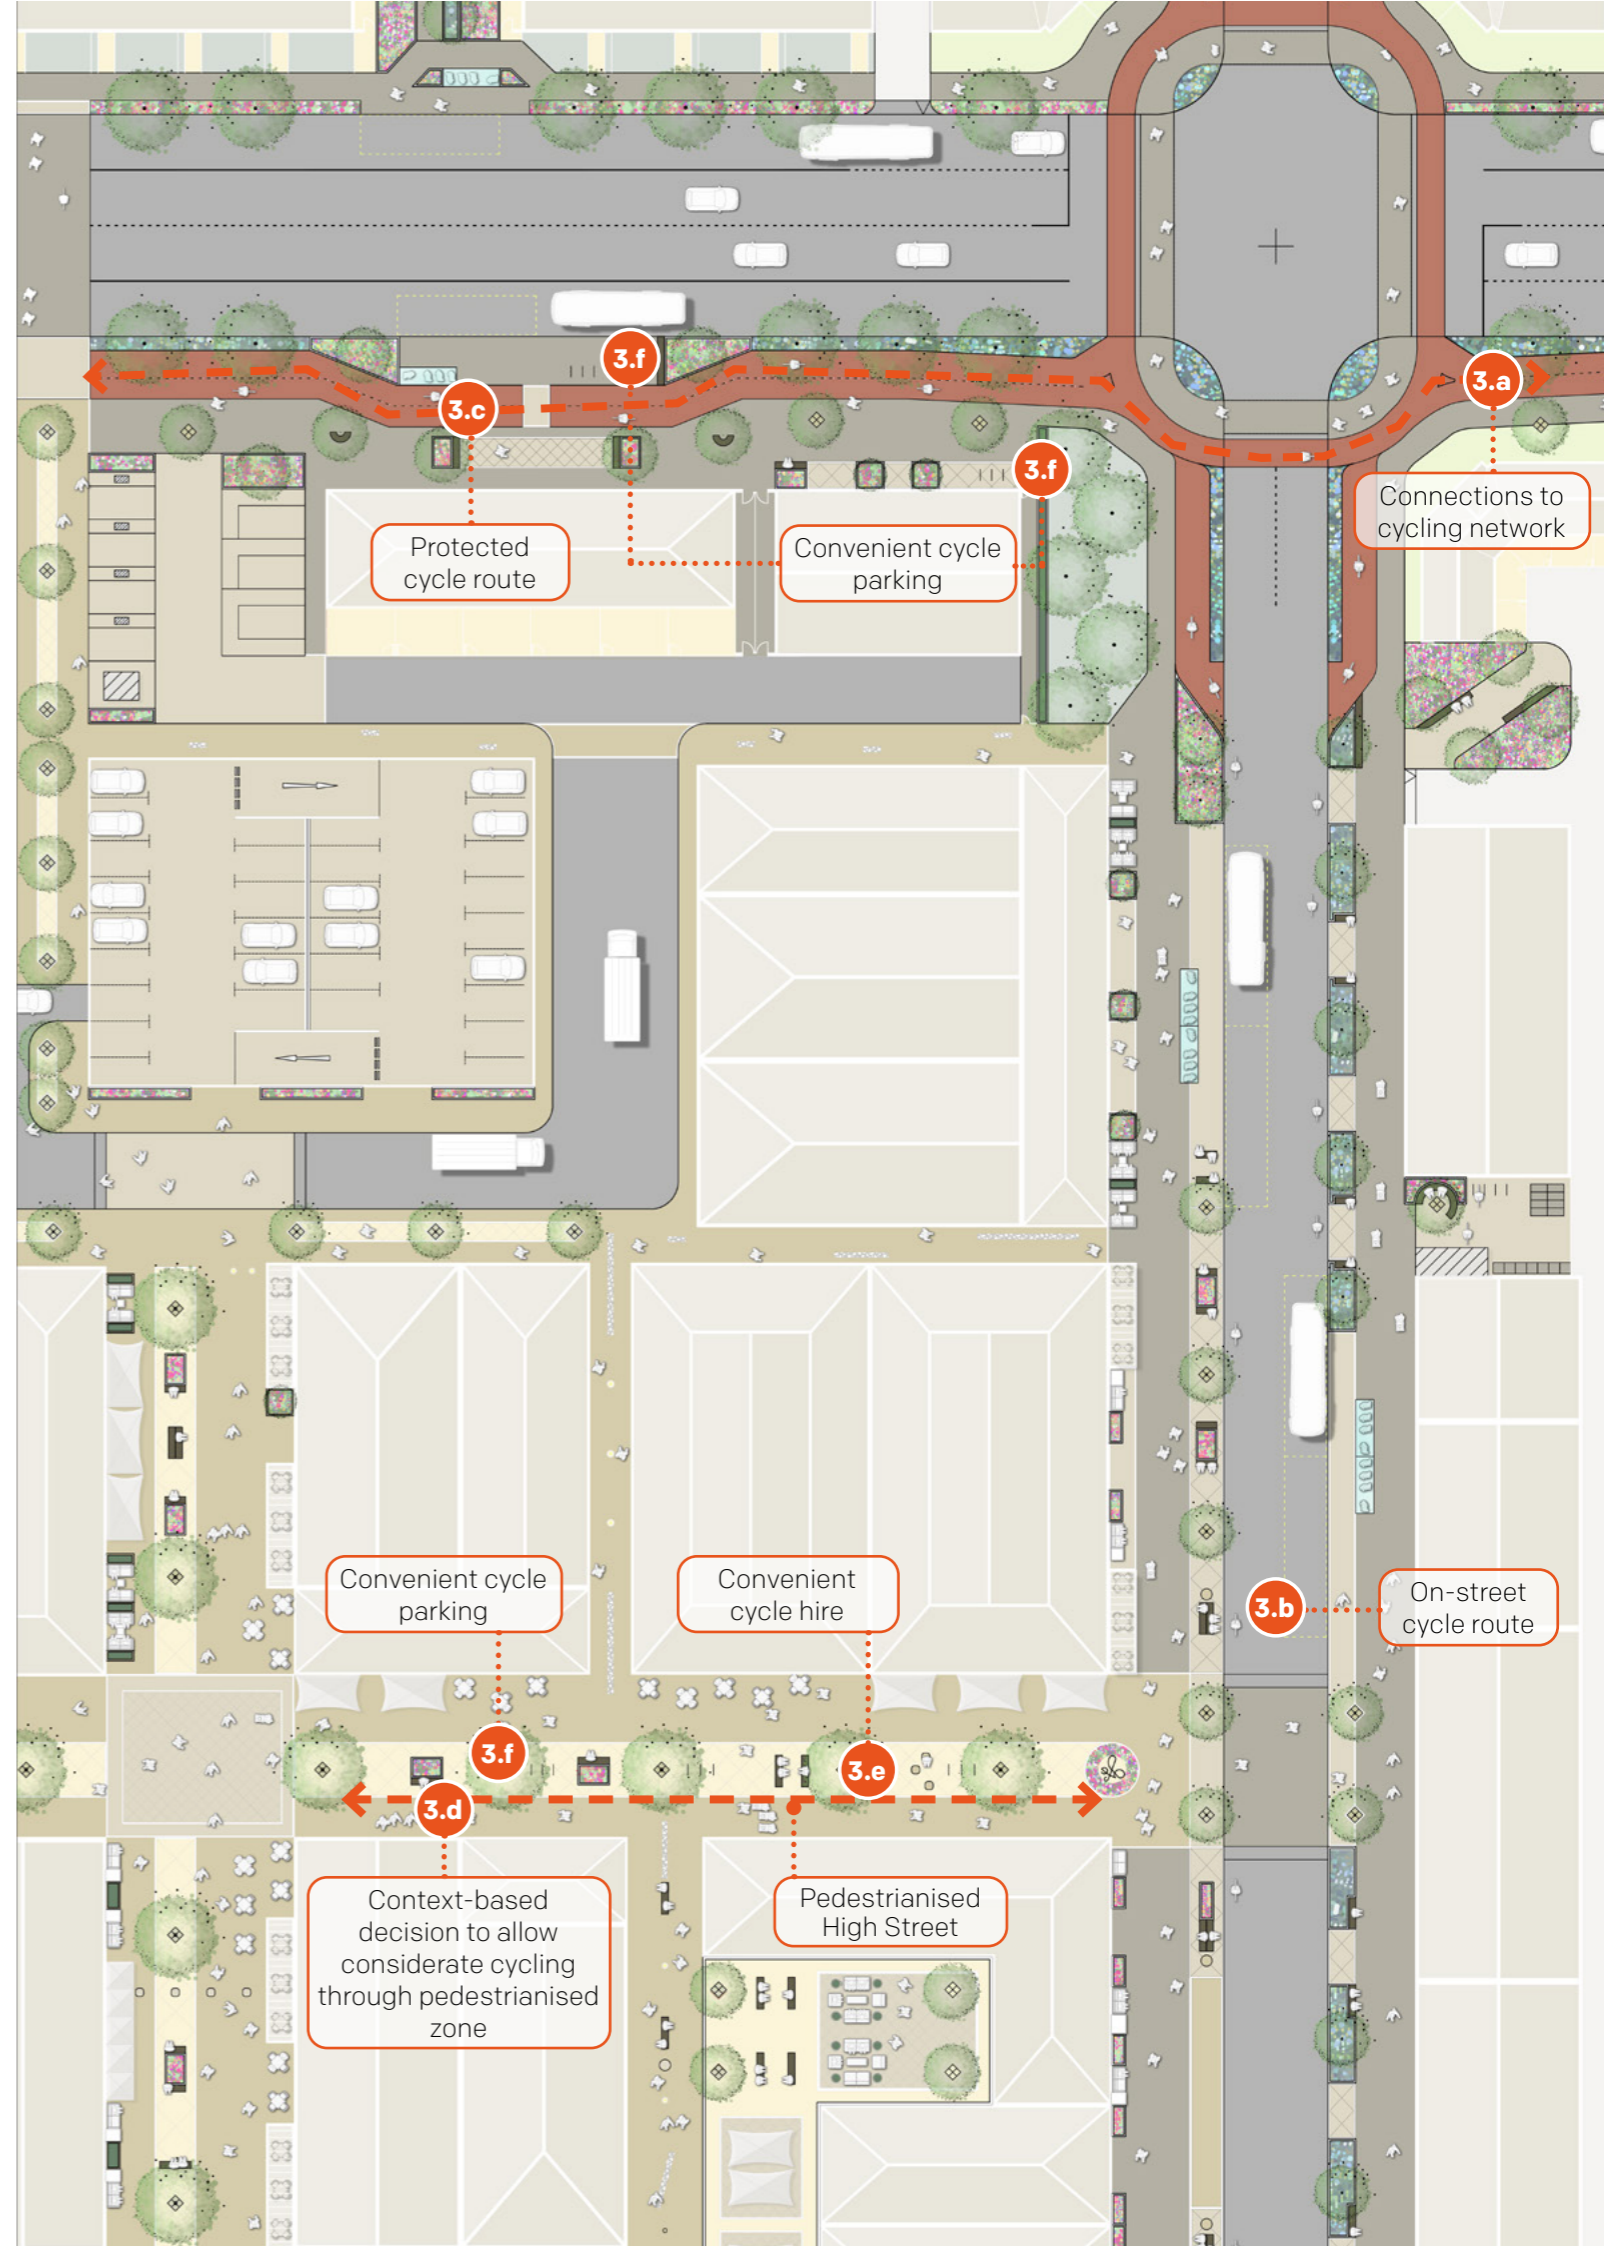 3.f
3.a
3.c
3.f
Connections to
cycling network
Protected
cycle route
Convenient cycle
parking
Convenient cycle
parking
Convenient
cycle hire
3.b
On-street
cycle route
3.f
3.e
3.d
Context-based
decision to allow
considerate cycling
through pedestrianised
zone
Pedestrianised
High Street